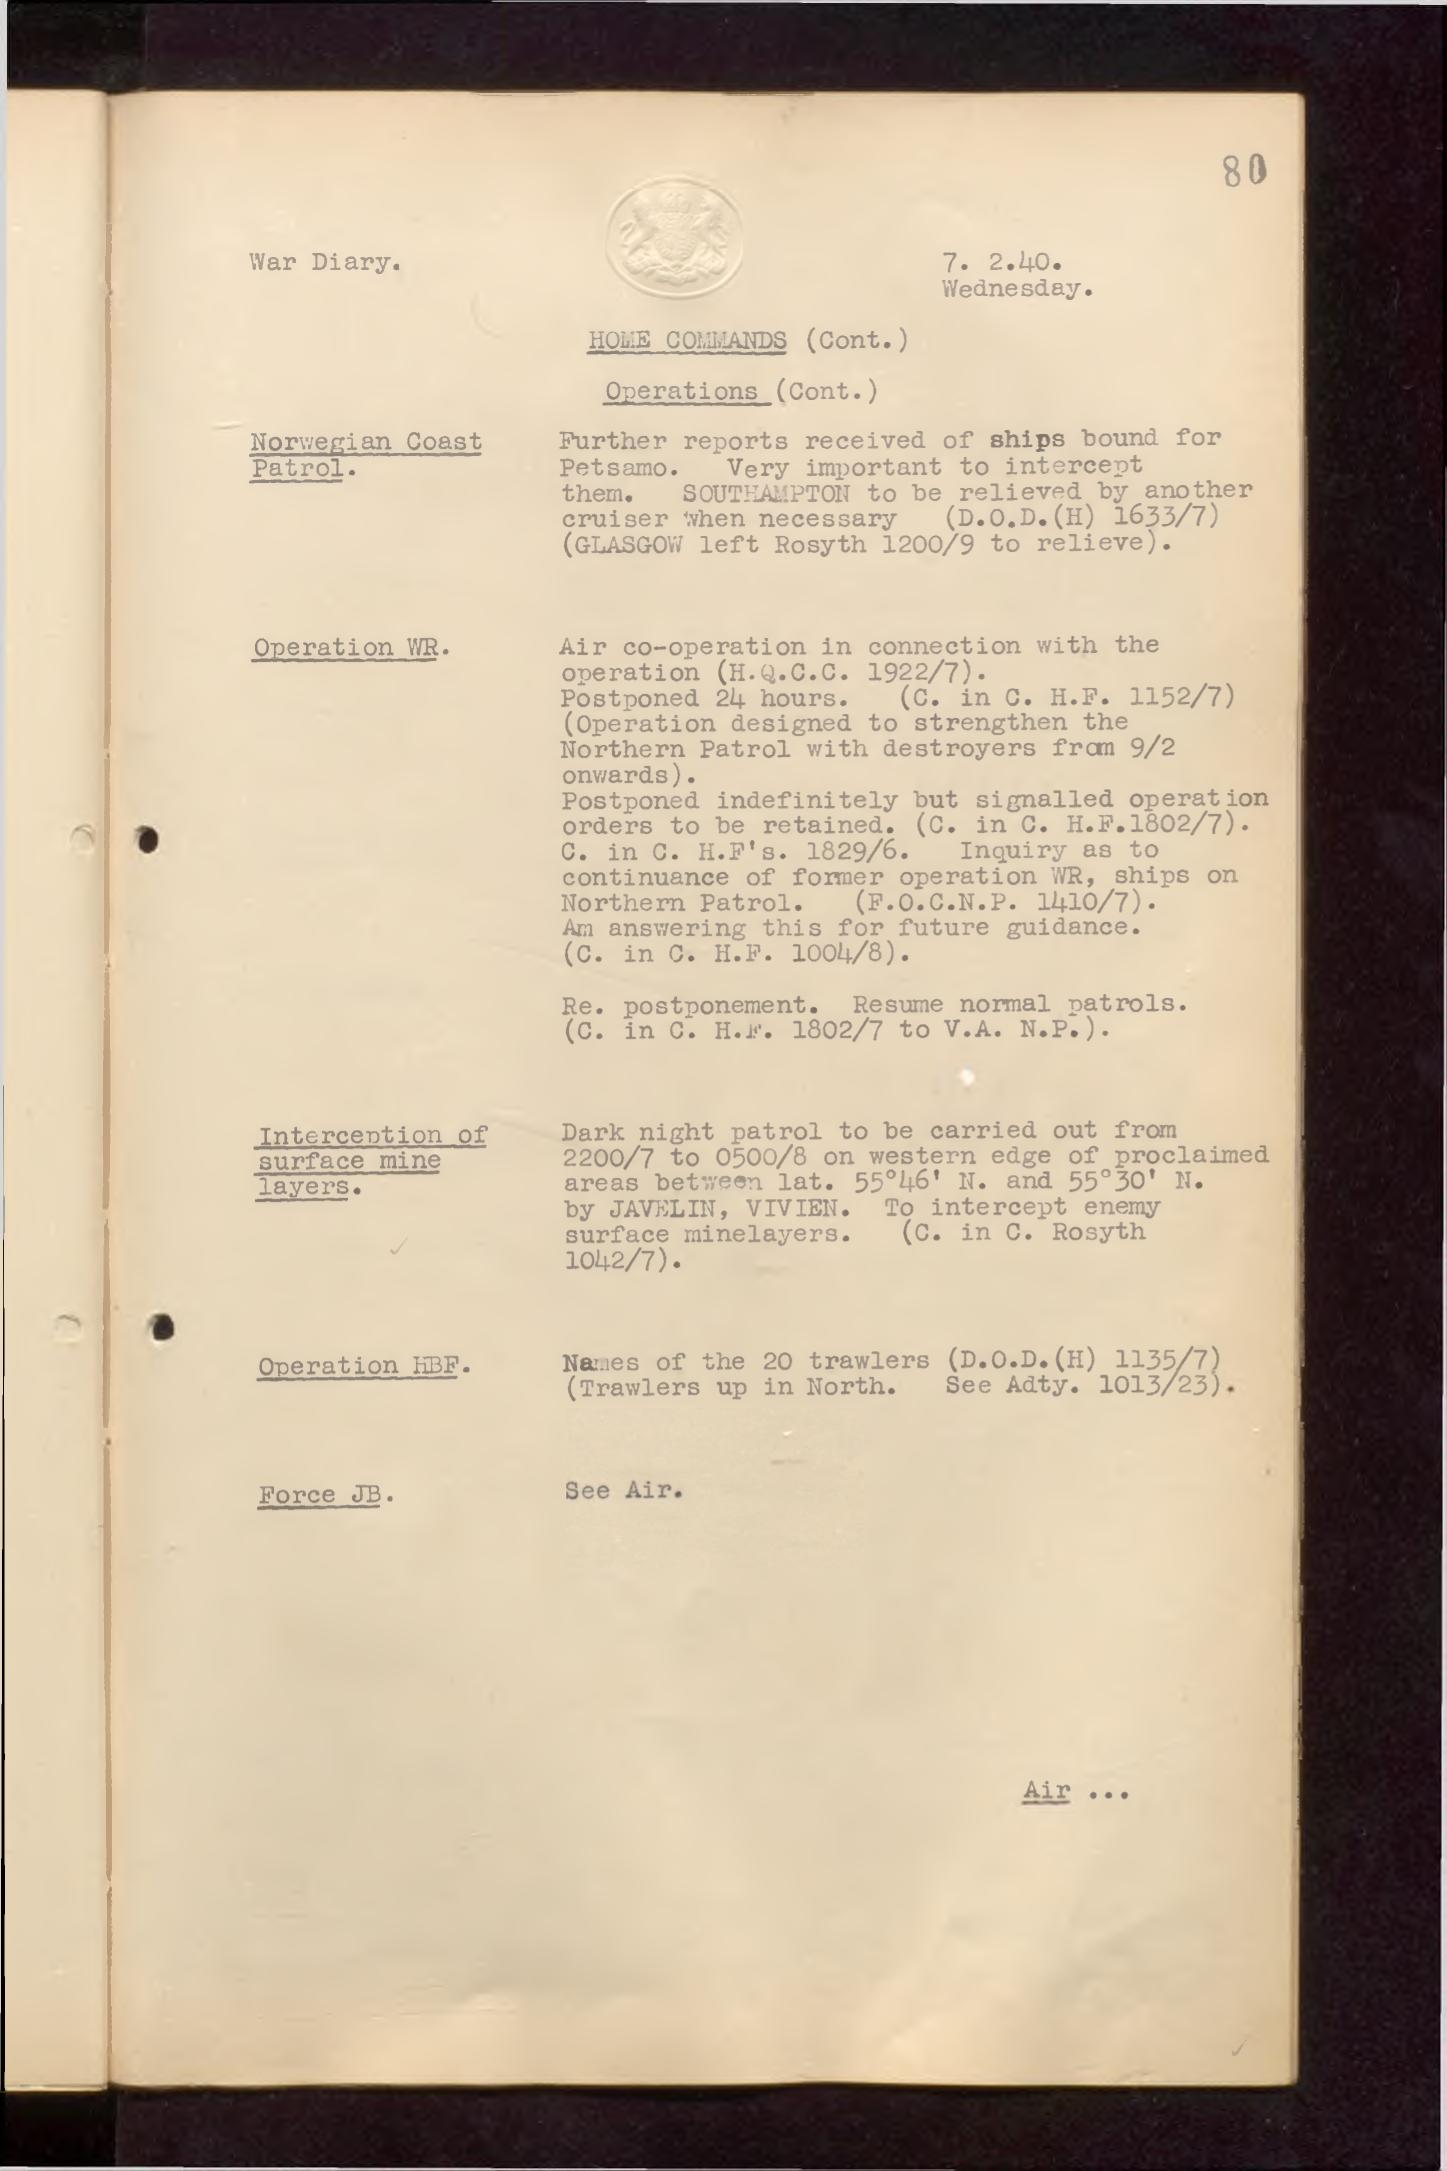 80
War Diary.
7. 2.40.
Wednesday.
HOME COMMANDS (Cont.)
Operations (Cont.)
Norwegian Coast
Patrol.
Further reports received of ships bound for
Petsamo. Very important to intercept
them. SOUTHAMPTON to be relieved by another
cruiser when necessary (D.O.D.(H) 1633/7)
(GLASGOW left Rosyth 1200/9 to relieve).
Operation WR.
Air co-operation in connection with the
operation (H.Q.C.C. 1922/7).
Postponed 24 hours. (C. in C. H.F. 1152/7)
(Operation designed to strengthen the
Northern Patrol with destroyers from 9/2
onwards).
Postponed indefinitely but signalled operation
orders to be retained. (C. in C. H.F.1802/7).
C. in C. H.F's. 1829/6. Inquiry as to
continuance of former operation WR, ships on
Northern Patrol. (F.O.C.N.P. 1410/7).
Am answering this for future guidance.
(C. in C. H.F. 1004/8).
Re. postponement. Resume normal patrols.
(C. in C. H.F. 1802/7 to V.A. N.P.).
Interception of
surface mine
layers.
Dark night patrol to be carried out from
2200/7 to 0500/8 on western edge of proclaimed
areas between lat. 55°46' N. and 55°30' N.
by JAVELIN, VIVIEN. To intercept enemy
surface minelayers. (C. in C. Rosyth
1042/7).
Operation HBF.
Names of the 20 trawlers (D.O.D.(H) 1135/7)
(Trawlers up in North. See Adty. 1013/23).
Force JB.
See Air.
Air ...